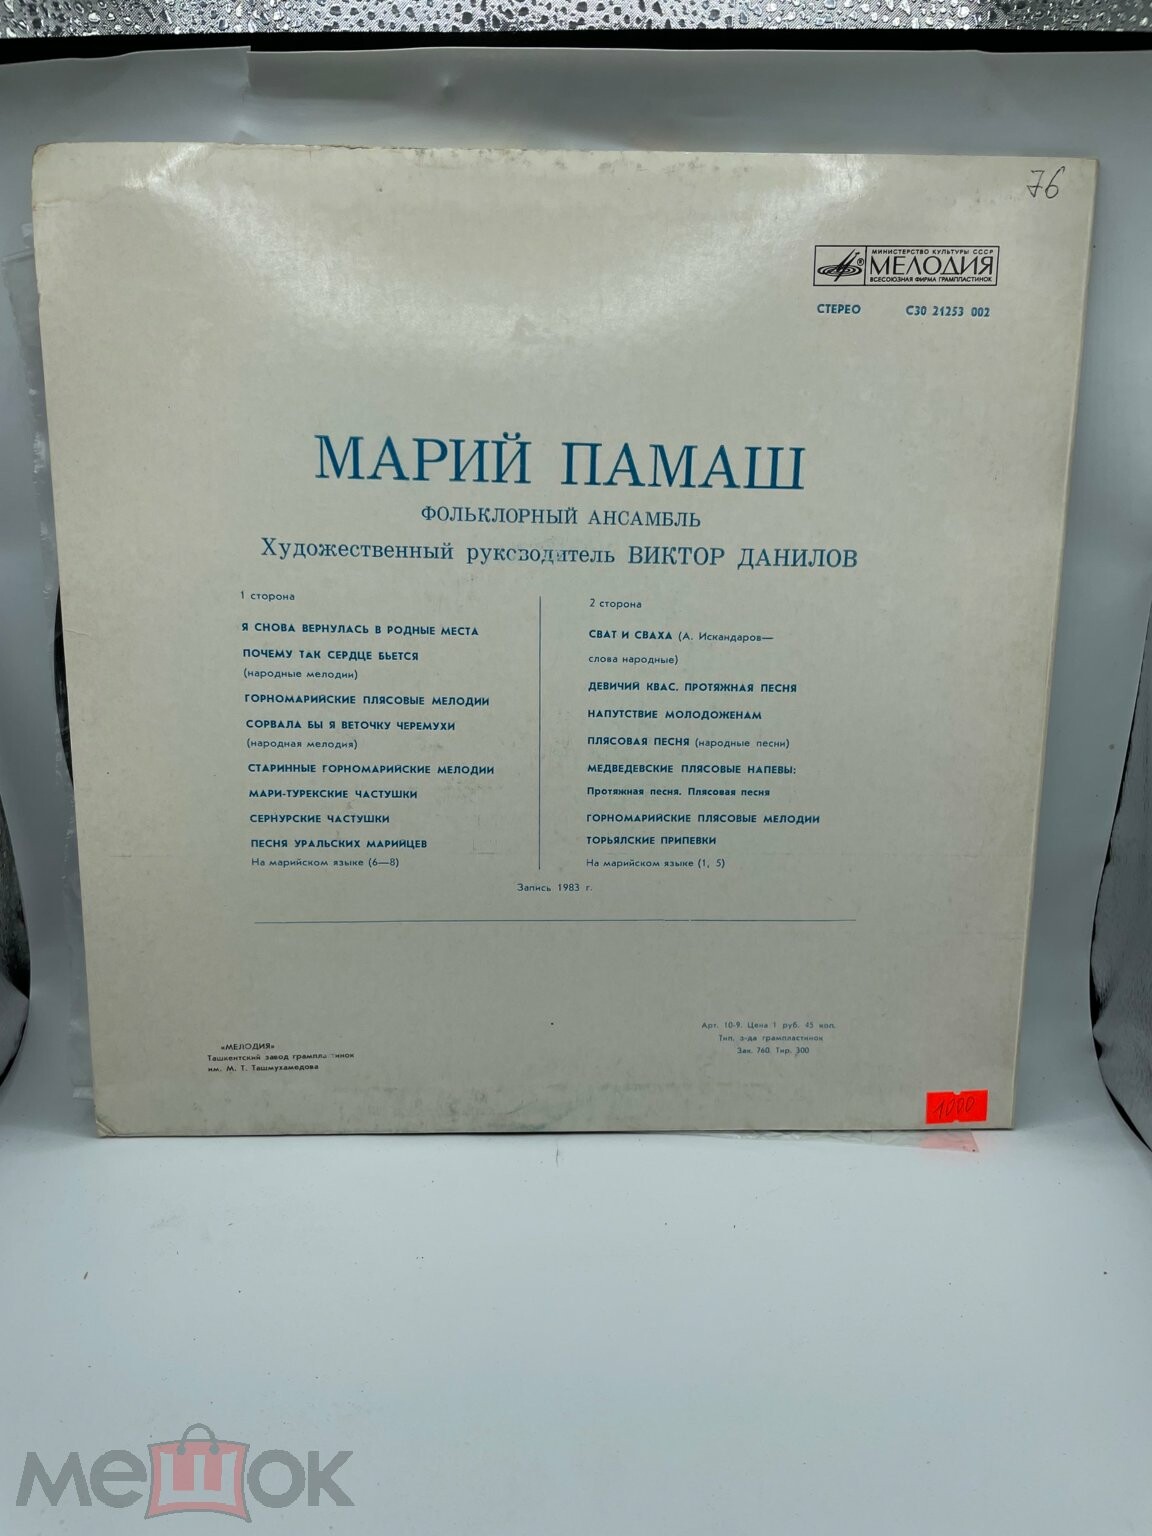 76
МИНИСТЕРСТВО КУЛЬТУРЫ СССР
МЕЛОДИЯ
ВСЕСОЮЗНАЯ ФИРМА ГРАМПЛАСТИНОК
СТЕРЕО С30 21253 002
МАРИЙ ПАМАШ
ФОЛЬКЛОРНЫЙ АНСАМБЛЬ
Художественный руководитель ВИКТОР ДАНИЛОВ
1 сторона
Я СНОВА ВЕРНУЛАСЬ В РОДНЫЕ МЕСТА
ПОЧЕМУ ТАК СЕРДЦЕ БЬЕТСЯ
(народные мелодии)
ГОРНОМАРИЙСКИЕ ПЛЯСОВЫЕ МЕЛОДИИ
СОРВАЛА БЫ Я ВЕТОЧКУ ЧЕРЕМУХИ
(народная мелодия)
СТАРИННЫЕ ГОРНОМАРИЙСКИЕ МЕЛОДИИ
МАРИ-ТУРЕКСКИЕ ЧАСТУШКИ
СЕРНУРСКИЕ ЧАСТУШКИ
ПЕСНЯ УРАЛЬСКИХ МАРИЙЦЕВ
На марийском языке (6—8)
2 сторона
СВАТ И СВАХА (А. Искандаров—
слова народные)
ДЕВИЧИЙ КВАС. ПРОТЯЖНАЯ ПЕСНЯ
НАПУТСТВИЕ МОЛОДОЖЕНАМ
ПЛЯСОВАЯ ПЕСНЯ (народные песни)
МЕДВЕДЕВСКИЕ ПЛЯСОВЫЕ НАПЕВЫ:
Протяжная песня. Плясовая песня
ГОРНОМАРИЙСКИЕ ПЛЯСОВЫЕ МЕЛОДИИ
ТОРЬЯЛСКИЕ ПРИПЕВКИ
На марийском языке (1, 5)
Запись 1983 г.
Арт. 10-9. Цена 1 руб. 45 коп.
Тип. з-да грампластинок
Зак. 760. Тир. 300
«МЕЛОДИЯ»
Ташкентский завод грампластинок
им. М. Т. Ташмухамедова
1000
мешок